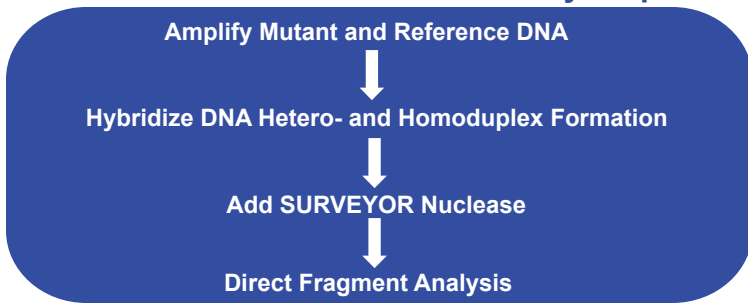 Amplify Mutant and Reference DNA
Hybridize DNA Hetero- and Homoduplex Formation
Add SURVEYOR Nuclease
Direct Fragment Analysis